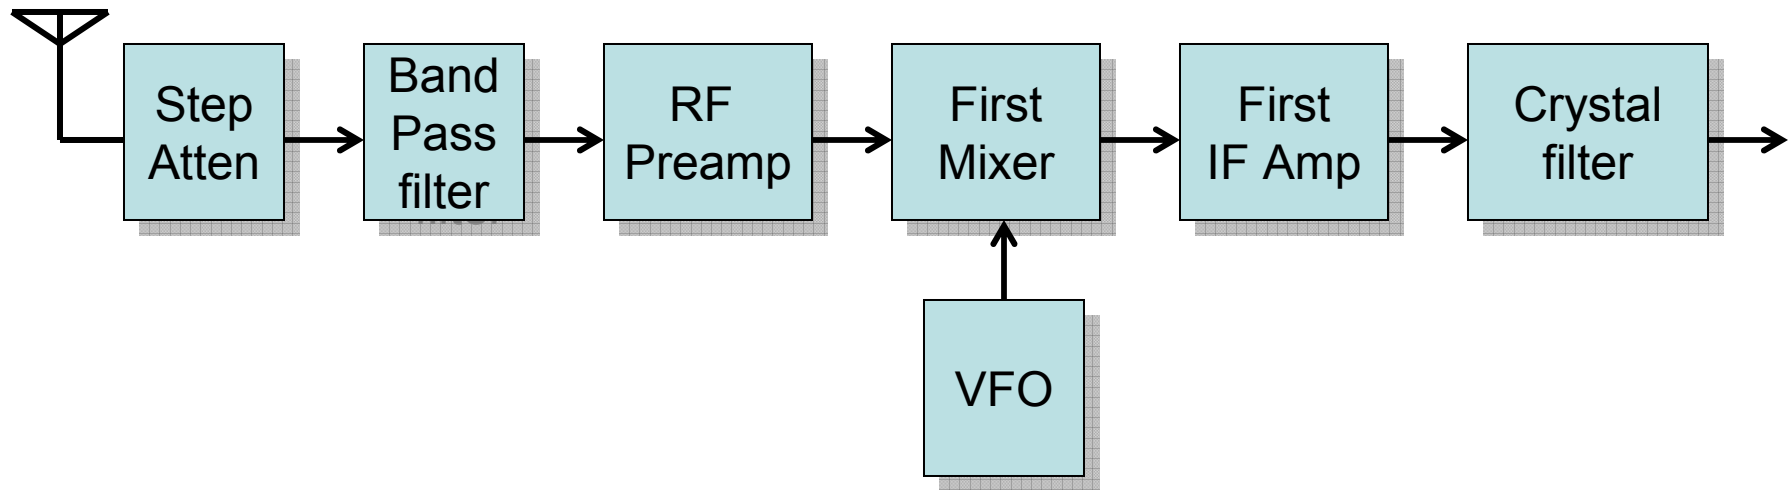 Step
Atten
Band
Pass
filter
RF
Preamp
First
Mixer
First
IF Amp
Crystal
filter
VFO